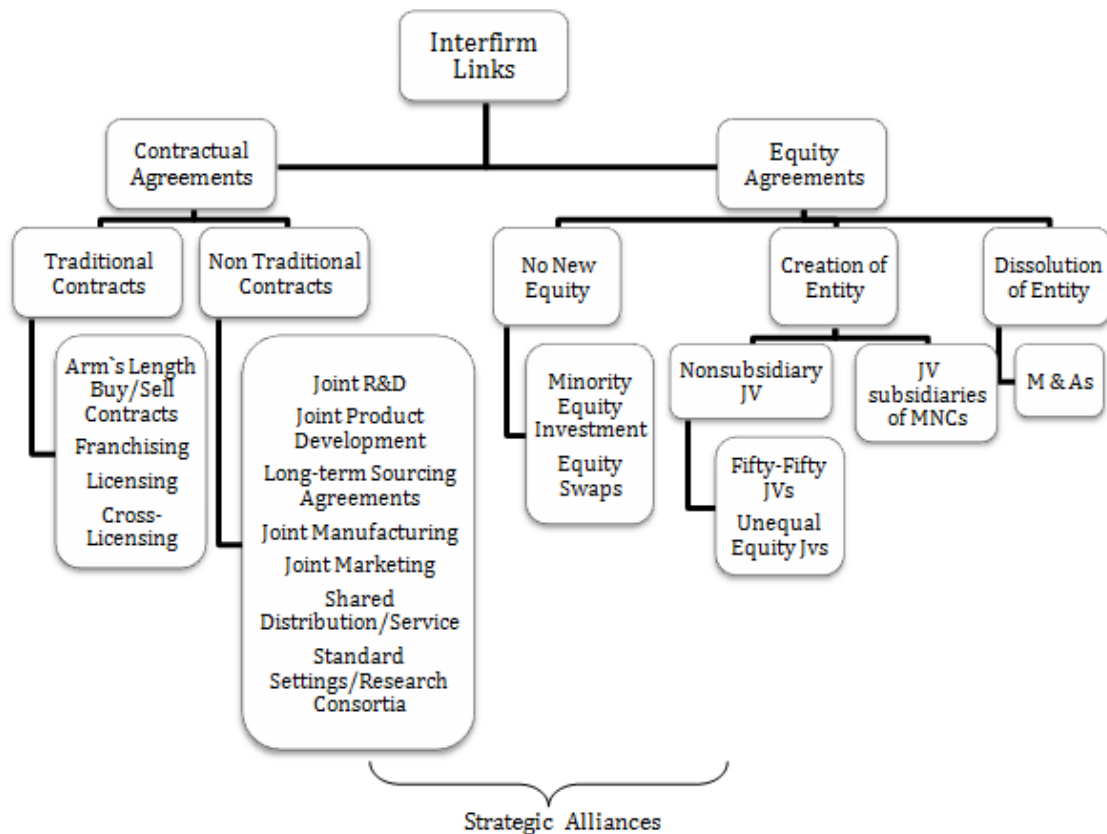 Interfirm
Links
Contractual
Agreements
Equity
Agreements
Traditional
Contracts
Non Traditional
Contracts
No New
Equity
Creation of
Entity
Dissolution
of Entity
Arm`s Length
Buy/Sell
Contracts
Franchising
Licensing
Cross-
Licensing
Joint R&D
Joint Product
Development
Long-term Sourcing
Agreements
Joint Manufacturing
Joint Marketing
Shared
Distribution/Service
Standard
Settings/Research
Consortia
Minority
Equity
Investment
Equity
Swaps
Nonsubsidiary
JV
JV
subsidiaries
of MNCs
M & As
Fifty-Fifty
JVs
Unequal
Equity Jvs
Strategic Alliances